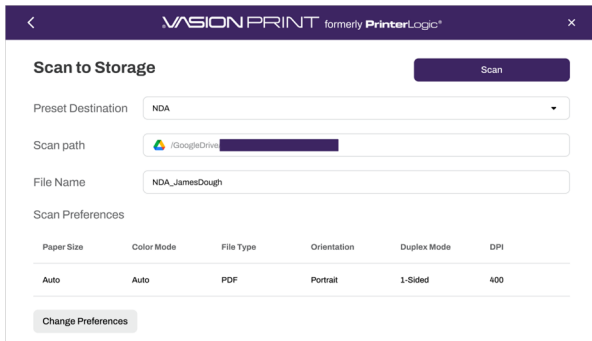 VASION PRINT formerly PrinterLogic®
Scan to Storage
Scan
Preset Destination NDA
Scan path /GoogleDrive
File Name NDA_JamesDough
Scan Preferences
Paper Size Color Mode File Type Orientation Duplex Mode DPI
Auto Auto PDF Portrait 1-Sided 400
Change Preferences